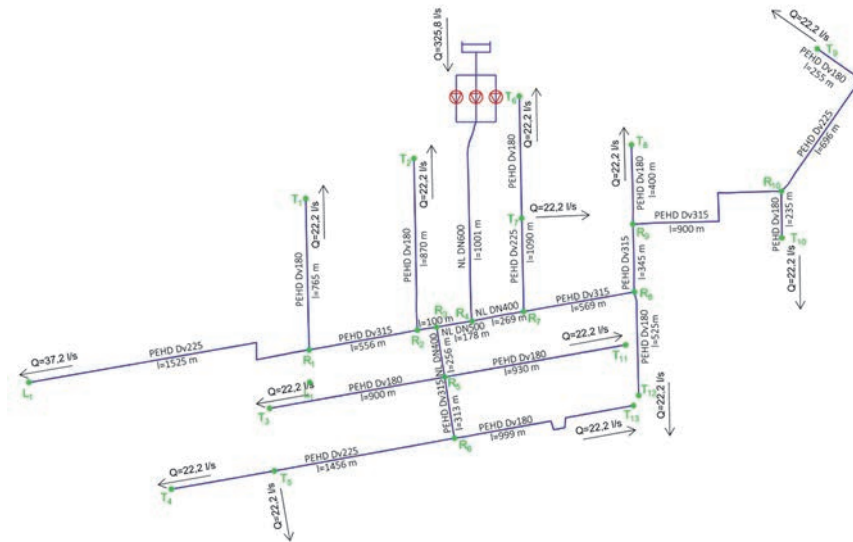 Q=325,8 l/s
Q=22,2 l/s
T₉
PEHD Dv180
l=255 m
PEHD Dv225
l=696 m
T₆
Q=22,2 l/s
PEHD Dv180
T₂
Q=22,2 l/s
PEHD Dv180
l=870 m
T₈
Q=22,2 l/s
PEHD Dv180
l=400 m
T₁
Q=22,2 l/s
PEHD Dv180
l=765 m
NL DN600
l=1001 m
T₇
Q=22,2 l/s
PEHD Dv225
l=1090 m
R₉
PEHD Dv315
l=900 m
R₁₀
PEHD Dv180
l=235 m
T₁₀
Q=22,2 l/s
PEHD Dv315
l=345 m
R₈
PEHD Dv315
l=569 m
R₇
NL DN400
l=269 m
R₄
NL DN500
l=178 m
R₃
l=100 m
R₂
PEHD Dv315
l=556 m
R₁
PEHD Dv225
l=1525 m
Q=37,2 l/s
L₁
NL DN400
l=256 m
Q=22,2 l/s
T₁₁
PEHD Dv180
l=930 m
R₅
PEHD Dv180
l=900 m
Q=22,2 l/s
T₃
PEHD Dv180
l=525m
T₁₂
Q=22,2 l/s
T₁₃
PEHD Dv315
l=313 m
R₆
PEHD Dv180
l=999 m
Q=22,2 l/s
PEHD Dv225
l=1456 m
Q=22,2 l/s
T₄
T₅
Q=22,2 l/s